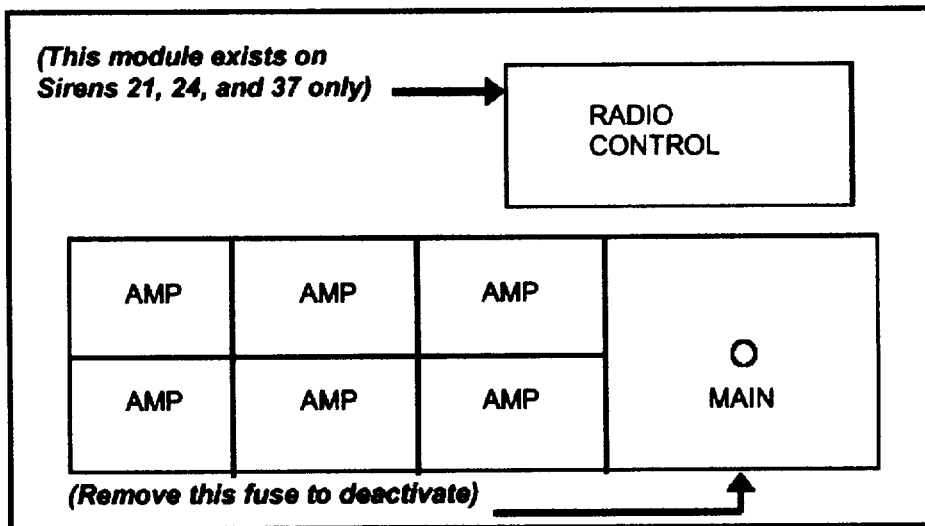 (This module exists on
Sirens 21, 24, and 37 only)
RADIO
CONTROL
AMP AMP AMP
AMP AMP AMP MAIN
(Remove this fuse to deactivate)